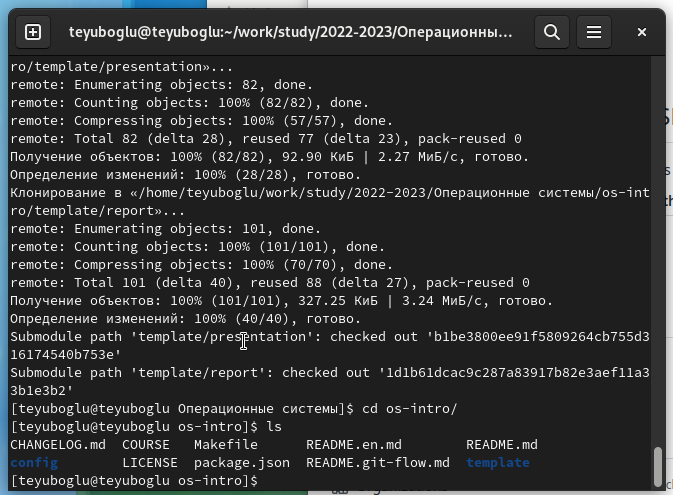 teyuboglu@teyuboglu:~/work/study/2022-2023/Операционны...
ro/template/presentation»...
remote: Enumerating objects: 82, done.
remote: Counting objects: 100% (82/82), done.
remote: Compressing objects: 100% (57/57), done.
remote: Total 82 (delta 28), reused 77 (delta 23), pack-reused 0
Получение объектов: 100% (82/82), 92.90 КиБ | 2.27 МиБ/с, готово.
Определение изменений: 100% (28/28), готово.
Клонирование в «/home/teyuboglu/work/study/2022-2023/Операционные системы/os-int
ro/template/report»...
remote: Enumerating objects: 101, done.
remote: Counting objects: 100% (101/101), done.
remote: Compressing objects: 100% (70/70), done.
remote: Total 101 (delta 40), reused 88 (delta 27), pack-reused 0
Получение объектов: 100% (101/101), 327.25 КиБ | 3.24 МиБ/с, готово.
Определение изменений: 100% (40/40), готово.
Submodule path 'template/presentation': checked out 'b1be3800ee91f5809264cb755d3
16174540b753e'
Submodule path 'template/report': checked out '1d1b61dcac9c287a83917b82e3aef11a3
3b1e3b2'
[teyuboglu@teyuboglu Операционные системы]$ cd os-intro/
[teyuboglu@teyuboglu os-intro]$ ls
CHANGELOG.md  COURSE   Makefile      README.en.md        README.md
config        LICENSE  package.json  README.git-flow.md  template
[teyuboglu@teyuboglu os-intro]$